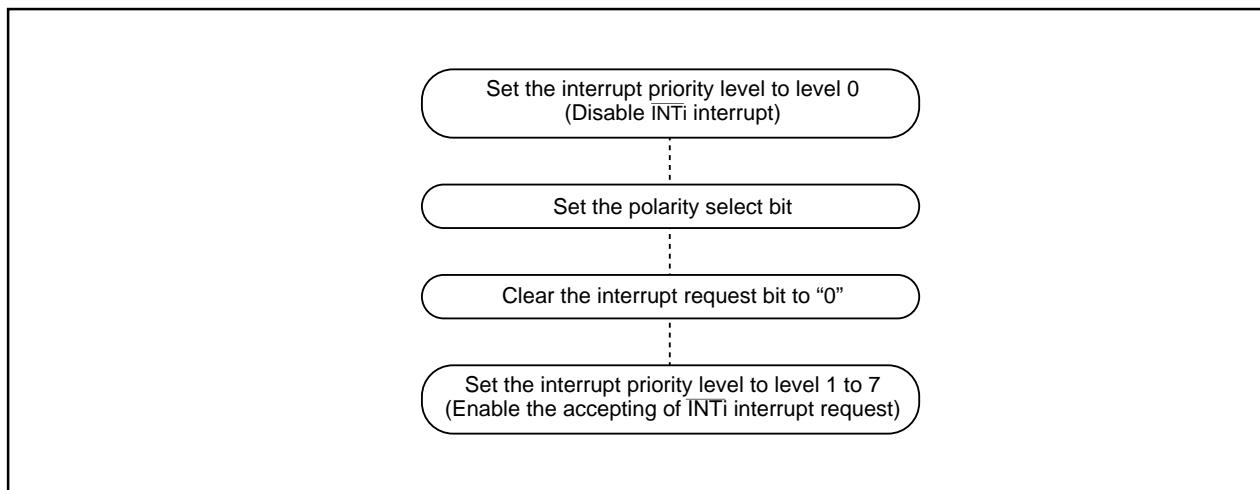 Set the interrupt priority level to level 0
(Disable INTi interrupt)
Set the polarity select bit
Clear the interrupt request bit to “0”
Set the interrupt priority level to level 1 to 7
(Enable the accepting of INTi interrupt request)